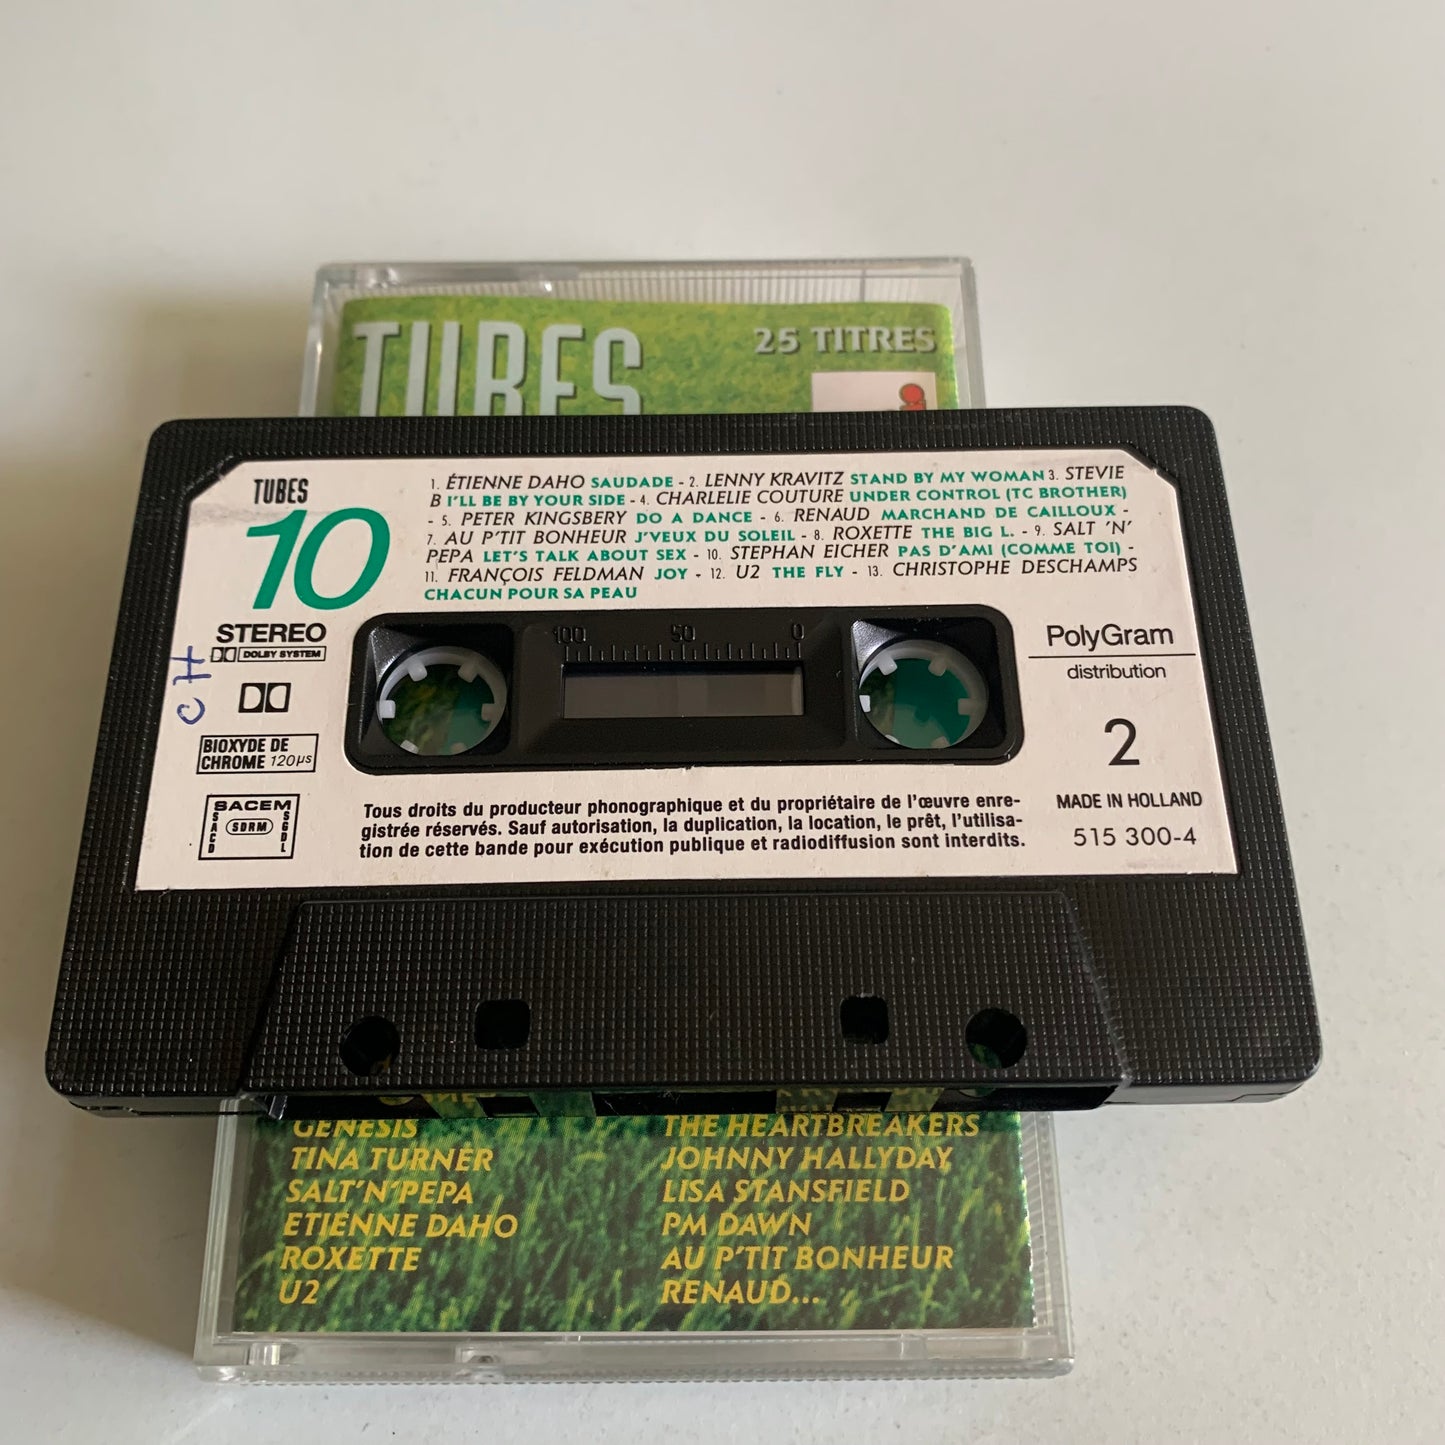 TUBES
25 TITRES
TUBES
10
1. ÉTIENNE DAHO SAUDADE - 2. LENNY KRAVITZ STAND BY MY WOMAN 3. STEVIE
B I'LL BE BY YOUR SIDE - 4. CHARLELIE COUTURE UNDER CONTROL (TC BROTHER)
- 5. PETER KINGSBERY DO A DANCE - 6. RENAUD MARCHAND DE CAILLOUX -
7. AU P'TIT BONHEUR J'VEUX DU SOLEIL - 8. ROXETTE THE BIG L. - 9. SALT 'N'
PEPA LET'S TALK ABOUT SEX - 10. STEPHAN EICHER PAS D'AMI (COMME TOI) -
11. FRANÇOIS FELDMAN JOY - 12. U2 THE FLY - 13. CHRISTOPHE DESCHAMPS
CHACUN POUR SA PEAU
STEREO
DOLBY SYSTEM
CH
BIOXYDE DE
CHROME 120µs
SACEM
SACD
SDRM
SGDL
100 50 0
PolyGram
distribution
2
MADE IN HOLLAND
515 300-4
Tous droits du producteur phonographique et du propriétaire de l'œuvre enre-
gistrée réservés. Sauf autorisation, la duplication, la location, le prêt, l'utilisa-
tion de cette bande pour exécution publique et radiodiffusion sont interdits.
GENESIS
TINA TURNER
SALT'N'PEPA
ETIENNE DAHO
ROXETTE
U2
THE HEARTBREAKERS
JOHNNY HALLYDAY
LISA STANSFIELD
PM DAWN
AU P'TIT BONHEUR
RENAUD...